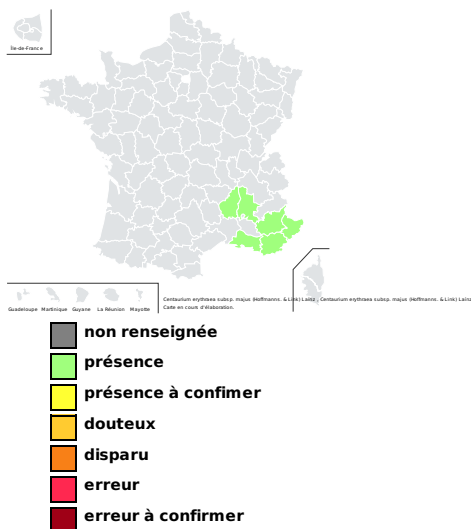 Île-de-France
Guadeloupe Martinique Guyane La Réunion Mayotte
Centaurium erythraea subsp. majus (Hoffmanns. & Link) Laínz , Centaurium erythraea subsp. majus (Hoffmanns. & Link) Laínz
Carte en cours d'élaboration.
non renseignée
présence
présence à confimer
douteux
disparu
erreur
erreur à confirmer